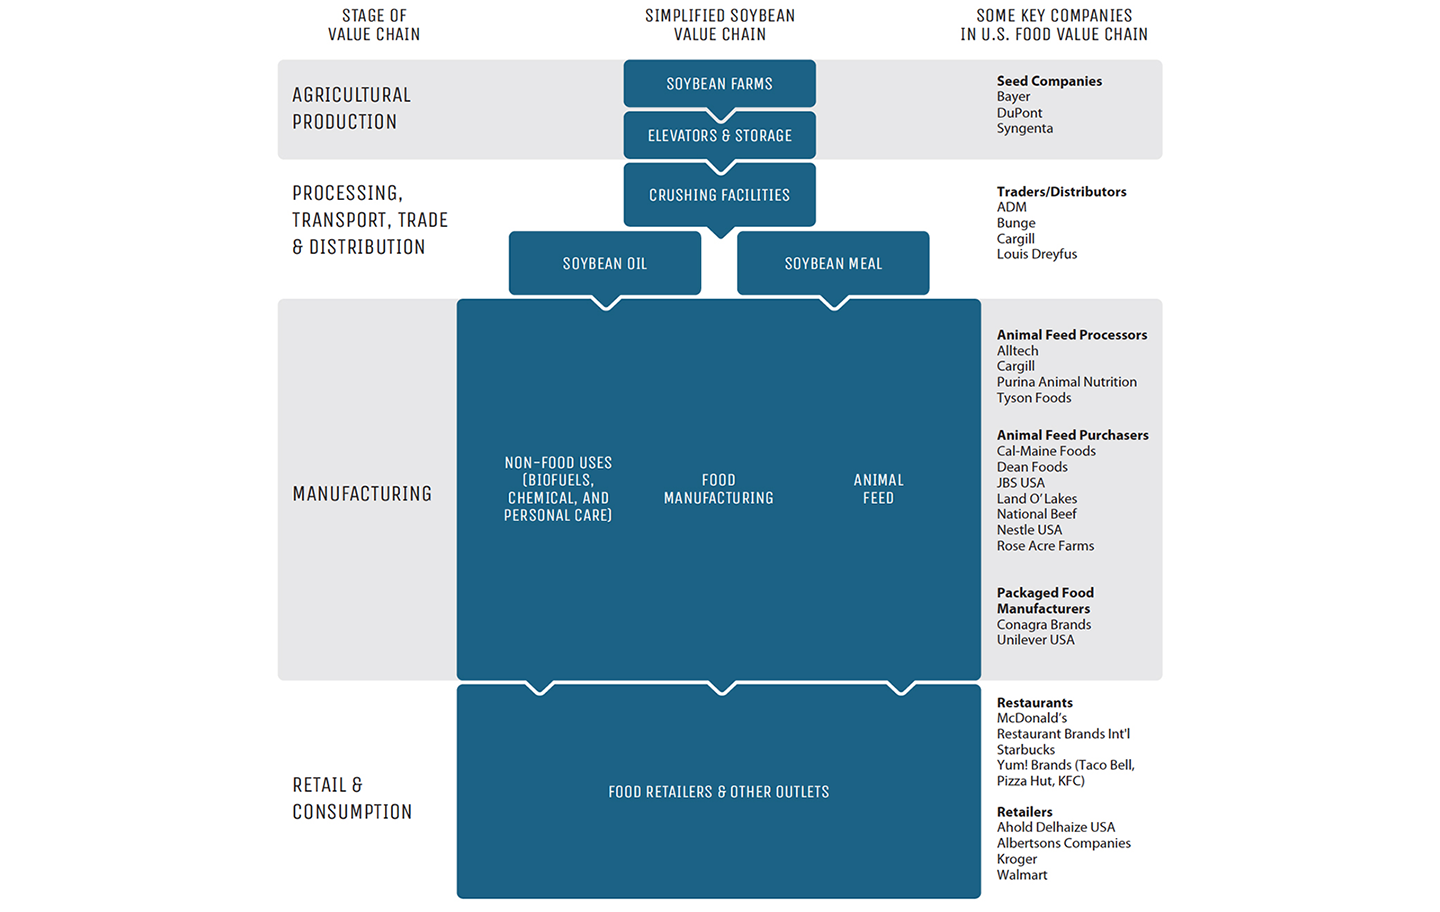 STAGE OF
VALUE CHAIN
SIMPLIFIED SOYBEAN
VALUE CHAIN
SOME KEY COMPANIES
IN U.S. FOOD VALUE CHAIN
AGRICULTURAL
PRODUCTION
SOYBEAN FARMS
ELEVATORS & STORAGE
Seed Companies
Bayer
DuPont
Syngenta
PROCESSING,
TRANSPORT, TRADE
& DISTRIBUTION
CRUSHING FACILITIES
SOYBEAN OIL
SOYBEAN MEAL
Traders/Distributors
ADM
Bunge
Cargill
Louis Dreyfus
MANUFACTURING
NON-FOOD USES
(BIOFUELS,
CHEMICAL, AND
PERSONAL CARE)
FOOD
MANUFACTURING
ANIMAL
FEED
Animal Feed Processors
Alltech
Cargill
Purina Animal Nutrition
Tyson Foods
Animal Feed Purchasers
Cal-Maine Foods
Dean Foods
JBS USA
Land O'Lakes
National Beef
Nestle USA
Rose Acre Farms
Packaged Food
Manufacturers
Conagra Brands
Unilever USA
RETAIL &
CONSUMPTION
FOOD RETAILERS & OTHER OUTLETS
Restaurants
McDonald's
Restaurant Brands Int'l
Starbucks
Yum! Brands (Taco Bell,
Pizza Hut, KFC)
Retailers
Ahold Delhaize USA
Albertsons Companies
Kroger
Walmart